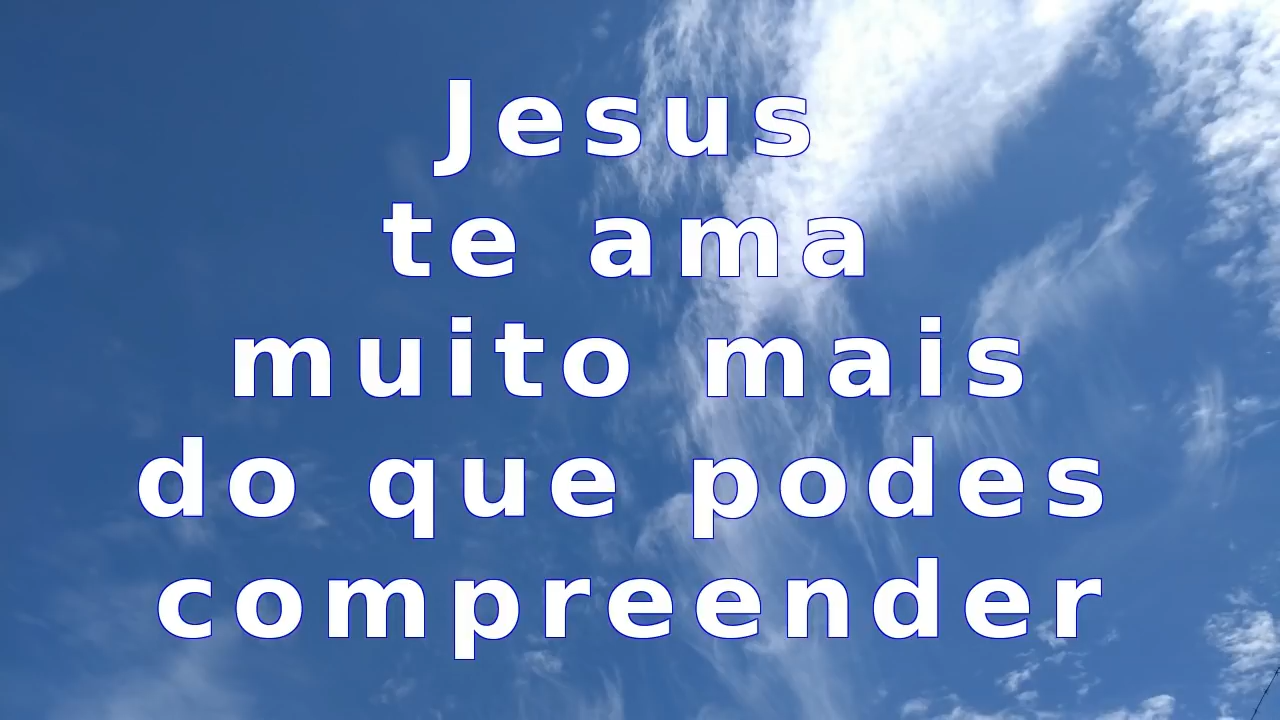 Jesus
te ama
muito mais
do que podes
compreender